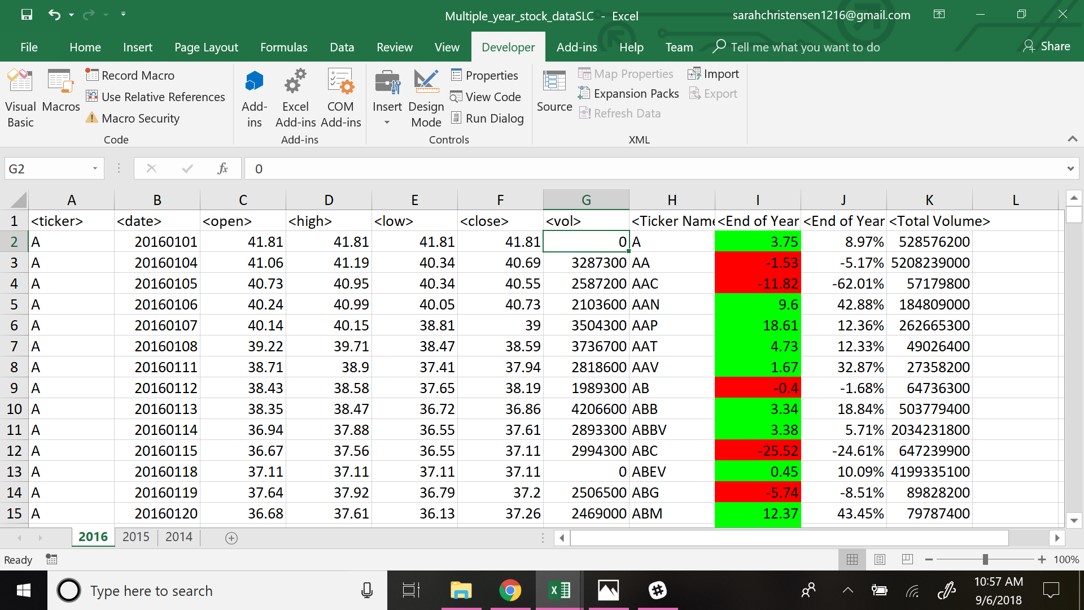 Multiple_year_stock_dataSLC - Excel
sarahchristensen1216@gmail.com
File Home Insert Page Layout Formulas Data Review View Developer Add-ins Help Team Tell me what you want to do Share
Visual Basic
Macros
Record Macro
Use Relative References
Macro Security
Code
Add-ins
Excel Add-ins
COM Add-ins
Add-ins
Insert
Design Mode
Properties
View Code
Run Dialog
Controls
Source
Map Properties
Expansion Packs
Refresh Data
Import
Export
XML
G2 fx 0
A B C D E F G H I J K L
1 <ticker> <date> <open> <high> <low> <close> <vol> <Ticker Nam <End of Year <End of Year <Total Volume>
2 A 20160101 41.81 41.81 41.81 41.81 0 A 3.75 8.97% 528576200
3 A 20160104 41.06 41.19 40.34 40.69 3287300 AA -1.53 -5.17% 5208239000
4 A 20160105 40.73 40.95 40.34 40.55 2587200 AAC -11.82 -62.01% 57179800
5 A 20160106 40.24 40.99 40.05 40.73 2103600 AAN 9.6 42.88% 184809000
6 A 20160107 40.14 40.15 38.81 39 3504300 AAP 18.61 12.36% 262665300
7 A 20160108 39.22 39.71 38.47 38.59 3736700 AAT 4.73 12.33% 49026400
8 A 20160111 38.71 38.9 37.41 37.94 2818600 AAV 1.67 32.87% 27358200
9 A 20160112 38.43 38.58 37.65 38.19 1989300 AB -0.4 -1.68% 64736300
10 A 20160113 38.35 38.47 36.72 36.86 4206600 ABB 3.34 18.84% 503779400
11 A 20160114 36.94 37.88 36.55 37.61 2893300 ABBV 3.38 5.71% 2034231800
12 A 20160115 36.67 37.56 36.55 37.11 2994300 ABC -25.52 -24.61% 647239900
13 A 20160118 37.11 37.11 37.11 37.11 0 ABEV 0.45 10.09% 4199335100
14 A 20160119 37.64 37.92 36.79 37.2 2506500 ABG -5.74 -8.51% 89828200
15 A 20160120 36.68 37.61 36.13 37.26 2469000 ABM 12.37 43.45% 79787400
2016 2015 2014
Ready
100%
Type here to search
10:57 AM
9/6/2018